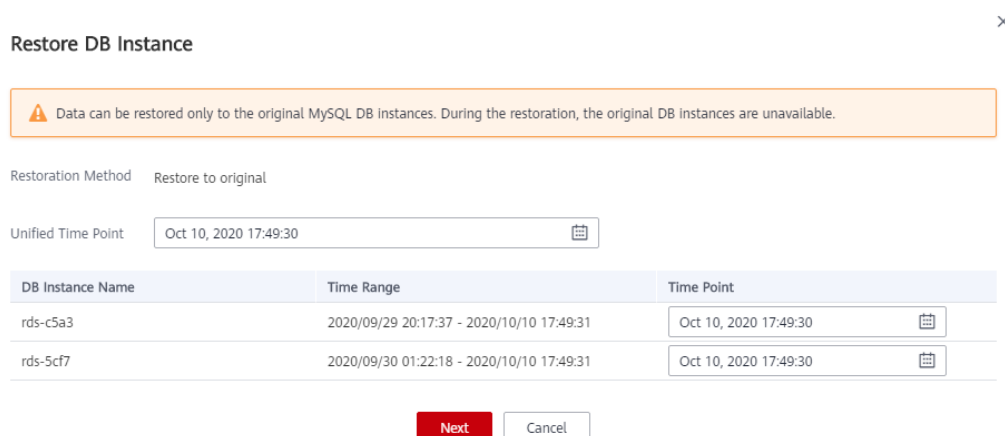 Restore DB Instance
Data can be restored only to the original MySQL DB instances. During the restoration, the original DB instances are unavailable.
Restoration Method Restore to original
Unified Time Point Oct 10, 2020 17:49:30
DB Instance Name Time Range Time Point
rds-c5a3 2020/09/29 20:17:37 - 2020/10/10 17:49:31 Oct 10, 2020 17:49:30
rds-5cf7 2020/09/30 01:22:18 - 2020/10/10 17:49:31 Oct 10, 2020 17:49:30
Next Cancel